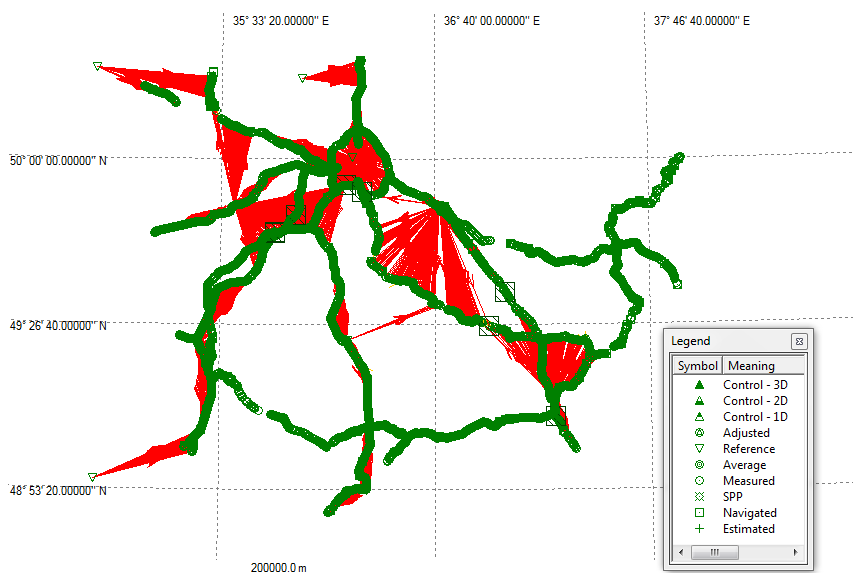 35° 33' 20.00000'' E
36° 40' 00.00000'' E
37° 46' 40.00000'' E
50° 00' 00.00000'' N
49° 26' 40.00000'' N
48° 53' 20.00000'' N
200000.0 m
Legend
Symbol Meaning
Control - 3D
Control - 2D
Control - 1D
Adjusted
Reference
Average
Measured
SPP
Navigated
Estimated